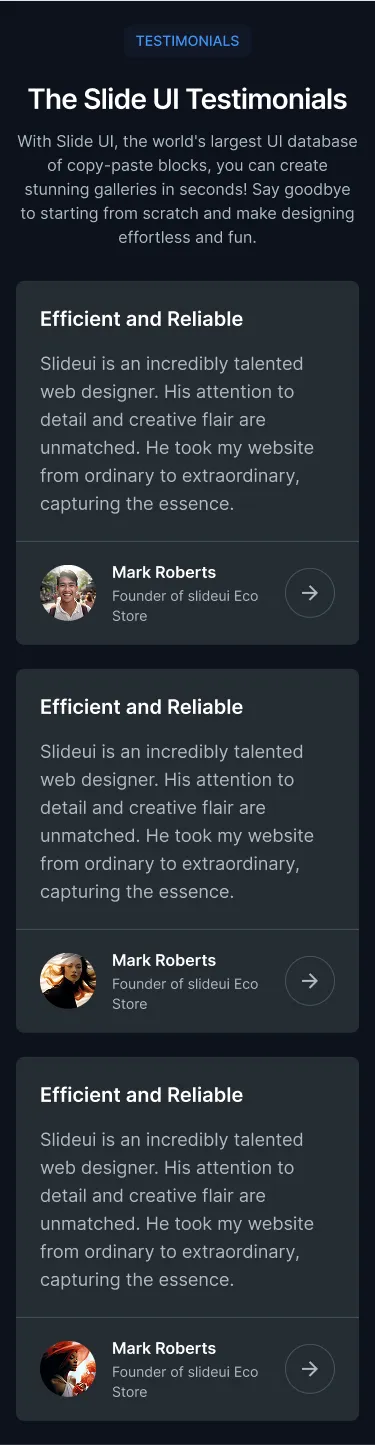 TESTIMONIALS
The Slide UI Testimonials
With Slide UI, the world's largest UI database
of copy-paste blocks, you can create
stunning galleries in seconds! Say goodbye
to starting from scratch and make designing
effortless and fun.
Efficient and Reliable
Slideui is an incredibly talented
web designer. His attention to
detail and creative flair are
unmatched. He took my website
from ordinary to extraordinary,
capturing the essence.
Mark Roberts
Founder of slideui Eco
Store
Efficient and Reliable
Slideui is an incredibly talented
web designer. His attention to
detail and creative flair are
unmatched. He took my website
from ordinary to extraordinary,
capturing the essence.
Mark Roberts
Founder of slideui Eco
Store
Efficient and Reliable
Slideui is an incredibly talented
web designer. His attention to
detail and creative flair are
unmatched. He took my website
from ordinary to extraordinary,
capturing the essence.
Mark Roberts
Founder of slideui Eco
Store